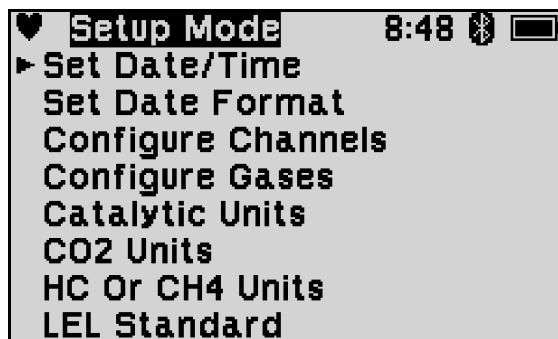 Setup Mode 8:48
Set Date/Time
Set Date Format
Configure Channels
Configure Gases
Catalytic Units
CO2 Units
HC Or CH4 Units
LEL Standard